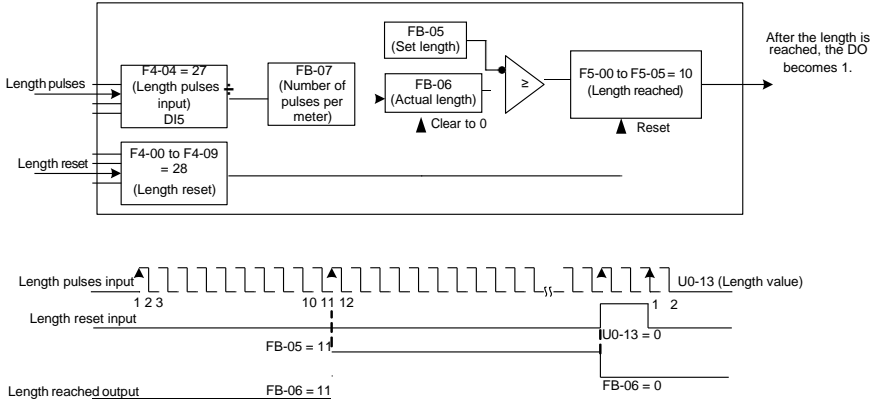 FB-05
(Set length)
After the length is
reached, the DO
becomes 1.
Length pulses
F4-04 = 27
(Length pulses
input)
DI5
÷
FB-07
(Number of
pulses per
meter)
FB-06
(Actual length)
≥
F5-00 to F5-05 = 10
(Length reached)
Clear to 0
Reset
Length reset
F4-00 to F4-09
= 28
(Length reset)
Length pulses input
U0-13 (Length value)
1 2 3
10 11 12
1 2
Length reset input
U0-13 = 0
FB-05 = 11
FB-06 = 0
Length reached output
FB-06 = 11